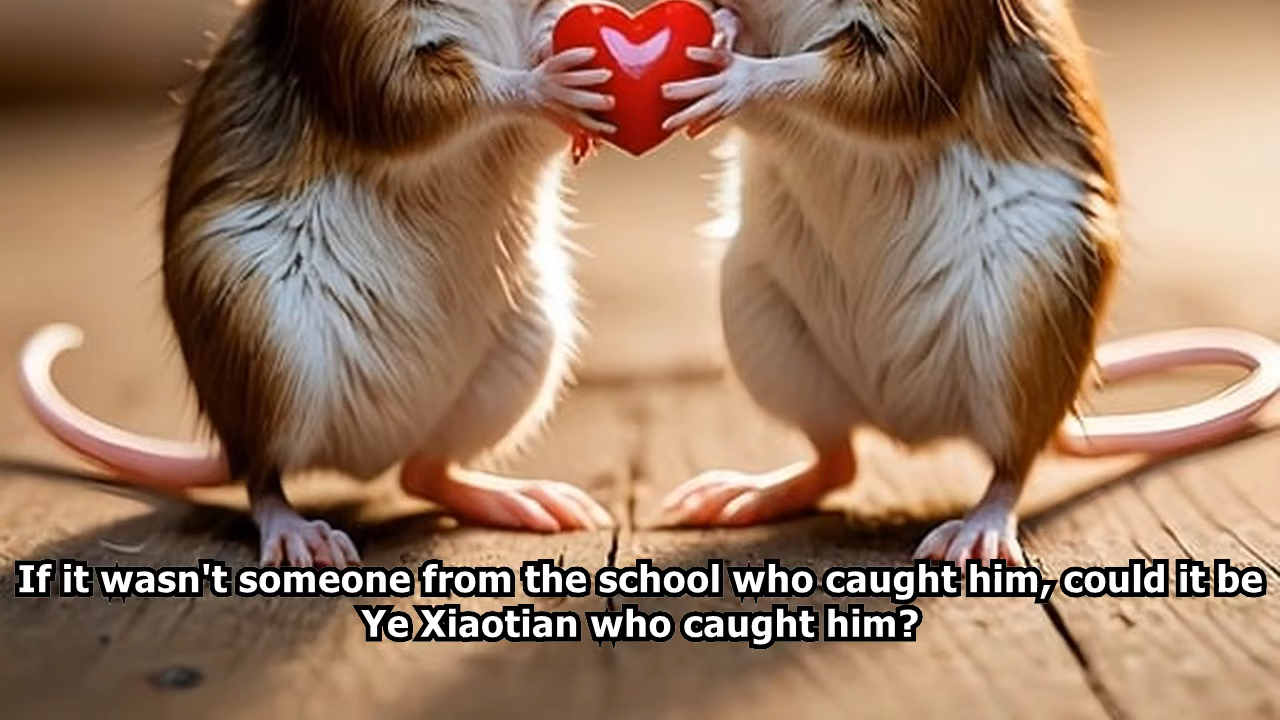 If it wasn't someone from the school who caught him, could it be
Ye Xiaotian who caught him?